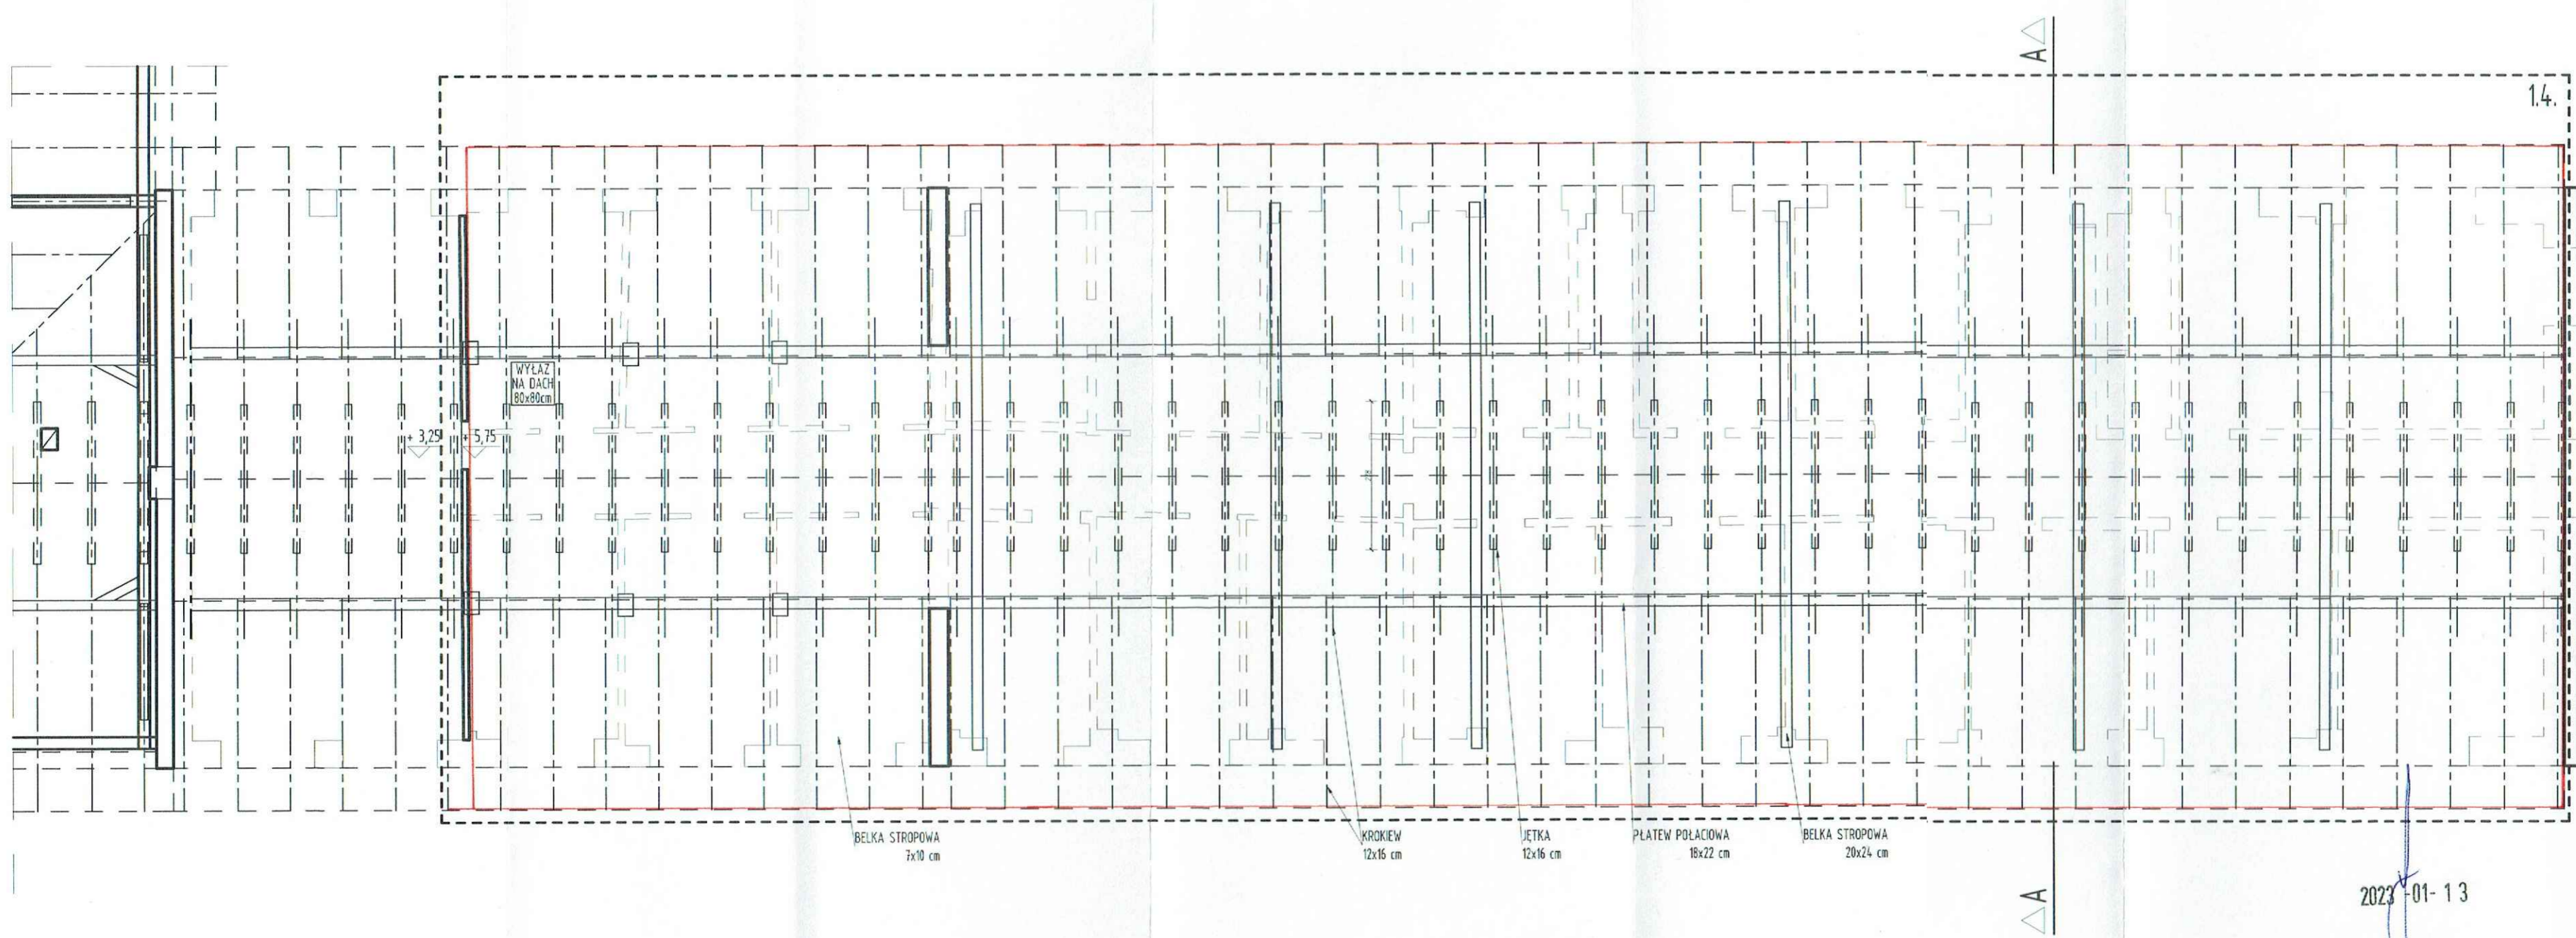 A
1.4.
WYŁAZ
NA DACH
80x80cm
+ 3,25
+ 5,75
BELKA STROPOWA
7x10 cm
KROKIEW
12x16 cm
JĘTKA
12x16 cm
PŁATEW POŁACIOWA
18x22 cm
BELKA STROPOWA
20x24 cm
A
2023-01-13